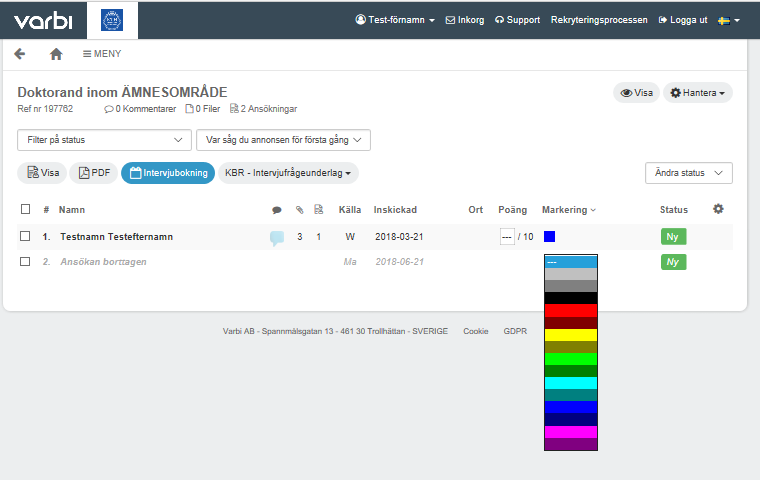 varbi KTH Test-förnamn Inkorg Support Rekryteringsprocessen Logga ut
MENY
Doktorand inom ÄMNESOMRÅDE
Visa Hantera
Ref nr 197762 0 Kommentarer 0 Filer 2 Ansökningar
Filter på status Var såg du annonsen för första gång
Visa PDF Intervjubokning KBR - Intervjufrågeunderlag Ändra status
# Namn Källa Inskickad Ort Poäng Markering Status
1. Testnamn Testefternamn 3 1 W 2018-03-21 --- / 10 Ny
2. Ansökan borttagen Ma 2018-06-21 --- Ny
Varbi AB - Spannmålsgatan 13 - 461 30 Trollhättan - SVERIGE Cookie GDPR